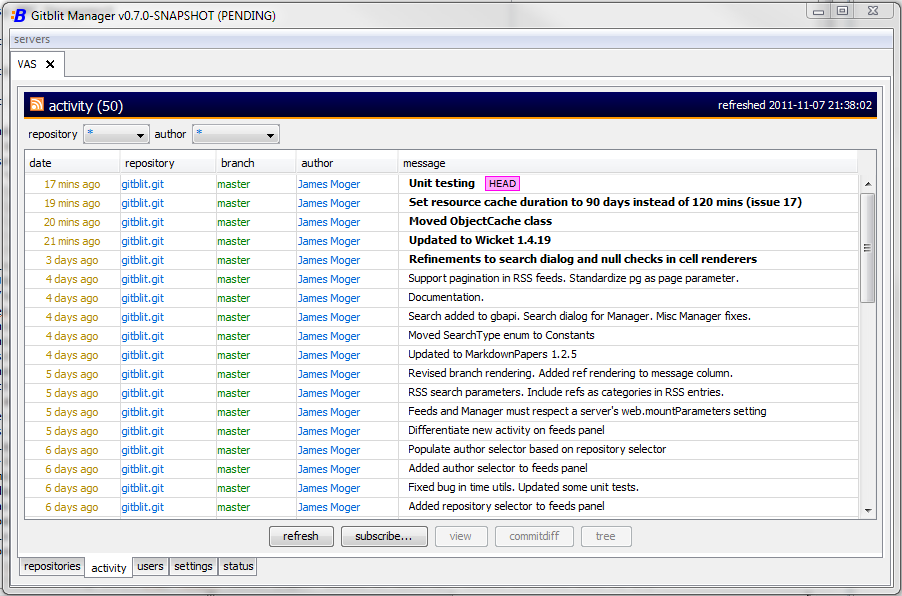 Gitblit Manager v0.7.0-SNAPSHOT (PENDING)
servers
VAS
activity (50) refreshed 2011-11-07 21:38:02
repository * author *
date repository branch author message
17 mins ago gitblit.git master James Moger Unit testing HEAD
19 mins ago gitblit.git master James Moger Set resource cache duration to 90 days instead of 120 mins (issue 17)
20 mins ago gitblit.git master James Moger Moved ObjectCache class
21 mins ago gitblit.git master James Moger Updated to Wicket 1.4.19
3 days ago gitblit.git master James Moger Refinements to search dialog and null checks in cell renderers
4 days ago gitblit.git master James Moger Support pagination in RSS feeds. Standardize pg as page parameter.
4 days ago gitblit.git master James Moger Documentation.
4 days ago gitblit.git master James Moger Search added to gbapi. Search dialog for Manager. Misc Manager fixes.
4 days ago gitblit.git master James Moger Moved SearchType enum to Constants
4 days ago gitblit.git master James Moger Updated to MarkdownPapers 1.2.5
5 days ago gitblit.git master James Moger Revised branch rendering. Added ref rendering to message column.
5 days ago gitblit.git master James Moger RSS search parameters. Include refs as categories in RSS entries.
5 days ago gitblit.git master James Moger Feeds and Manager must respect a server's web.mountParameters setting
5 days ago gitblit.git master James Moger Differentiate new activity on feeds panel
6 days ago gitblit.git master James Moger Populate author selector based on repository selector
6 days ago gitblit.git master James Moger Added author selector to feeds panel
6 days ago gitblit.git master James Moger Fixed bug in time utils. Updated some unit tests.
6 days ago gitblit.git master James Moger Added repository selector to feeds panel
refresh subscribe... view commitdiff tree
repositories activity users settings status